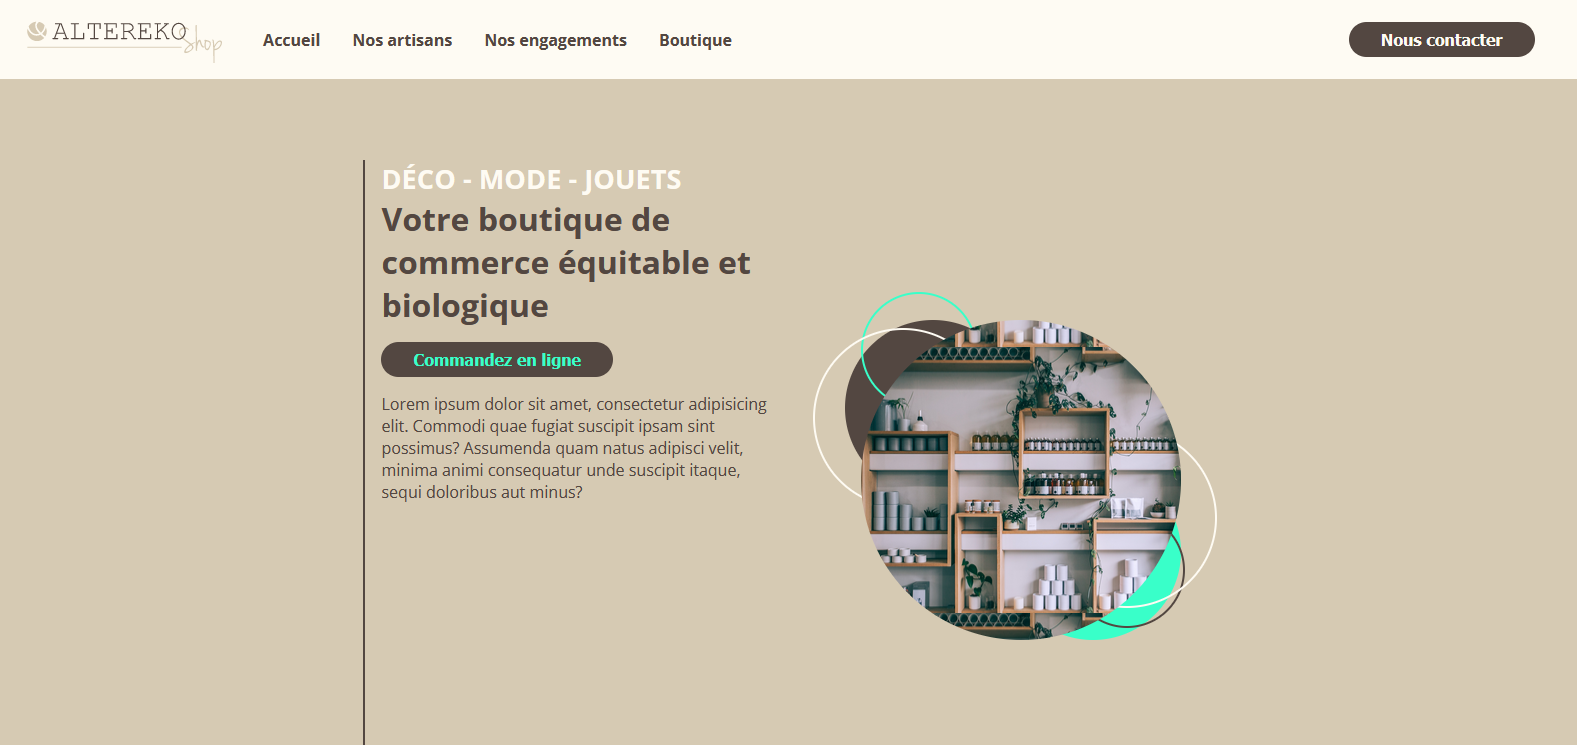 ALTEREKO
Shop
Accueil
Nos artisans
Nos engagements
Boutique
Nous contacter
DÉCO - MODE - JOUETS
Votre boutique de
commerce équitable et
biologique
Commandez en ligne
Lorem ipsum dolor sit amet, consectetur adipisicing
elit. Commodi quae fugiat suscipit ipsam sint
possimus? Assumenda quam natus adipisci velit,
minima animi consequatur unde suscipit itaque,
sequi doloribus aut minus?